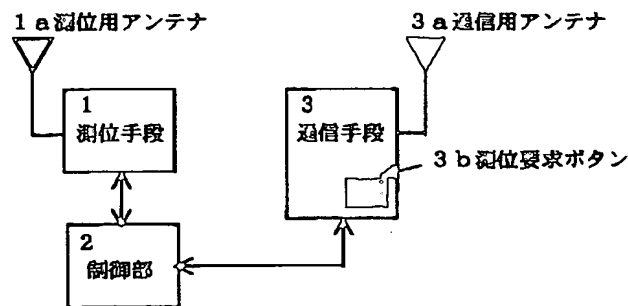 1a測位用アンテナ
3a通信用アンテナ
1
測位手段
3
通信手段
3b測位要求ボタン
2
制御部